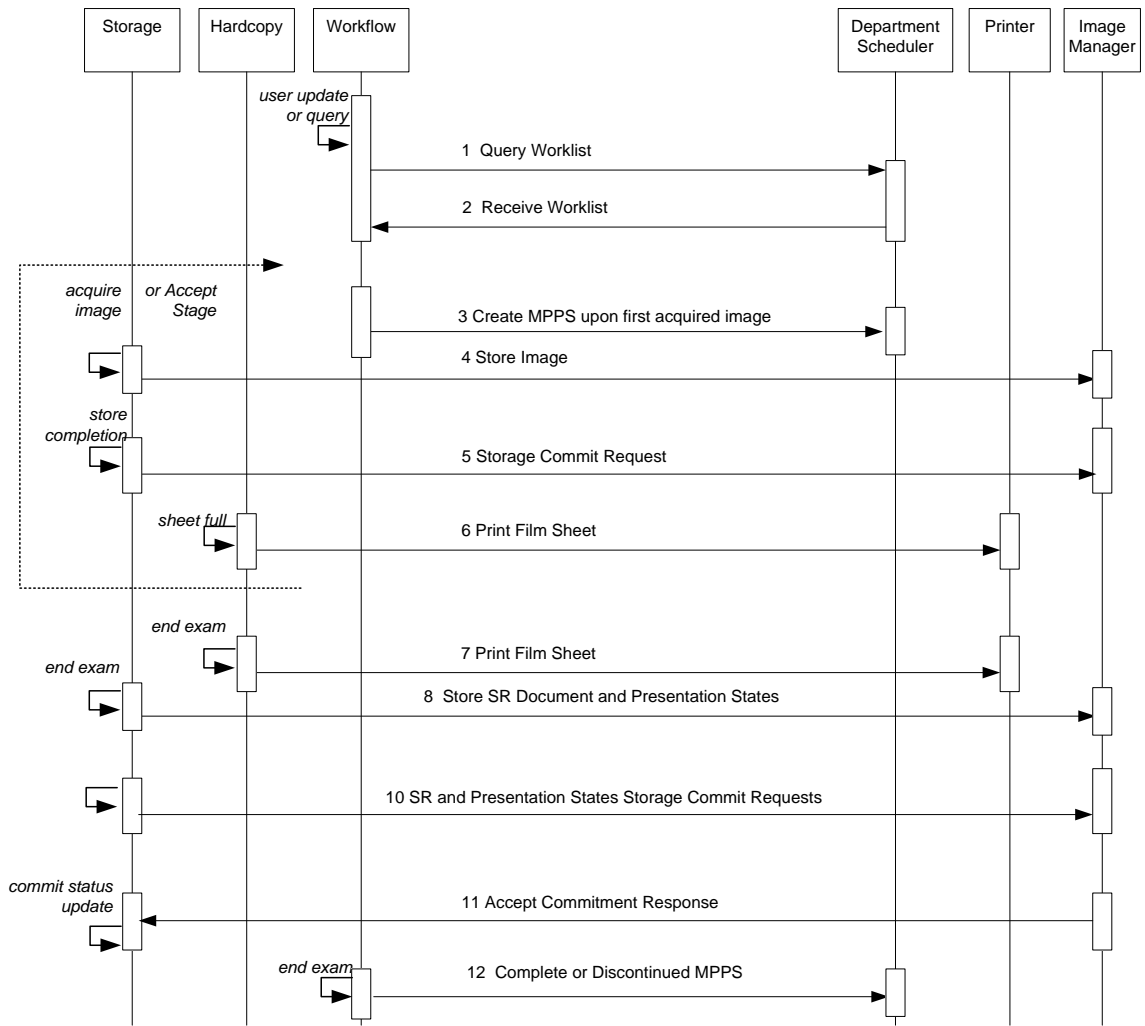 Storage
Hardcopy
Workflow
Department
Scheduler
Printer
Image
Manager
user update
or query
1 Query Worklist
2 Receive Worklist
acquire
image
or Accept
Stage
3 Create MPPS upon first acquired image
4 Store Image
store
completion
5 Storage Commit Request
sheet full
6 Print Film Sheet
end exam
7 Print Film Sheet
end exam
8 Store SR Document and Presentation States
10 SR and Presentation States Storage Commit Requests
commit status
update
11 Accept Commitment Response
end exam
12 Complete or Discontinued MPPS